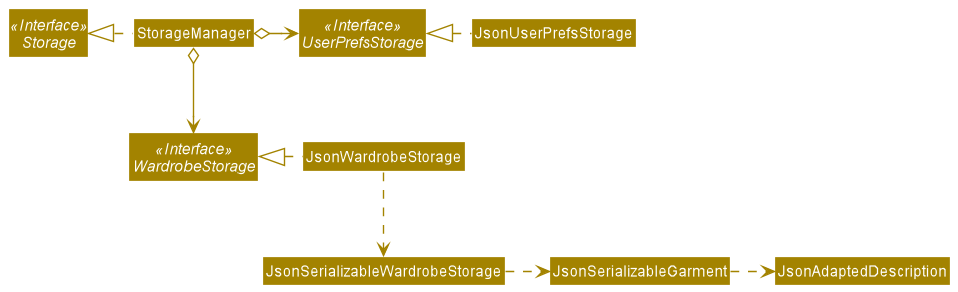 «Interface»
Storage
StorageManager
«Interface»
UserPrefsStorage
JsonUserPrefsStorage
«Interface»
WardrobeStorage
JsonWardrobeStorage
JsonSerializableWardrobeStorage
JsonSerializableGarment
JsonAdaptedDescription